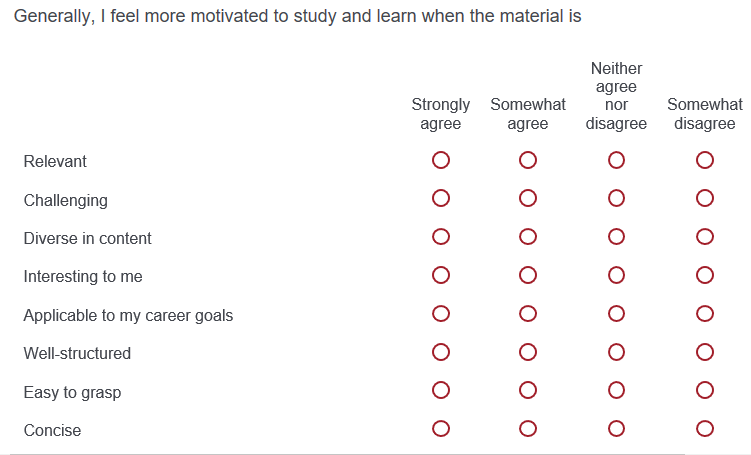 Generally, I feel more motivated to study and learn when the material is
Neither
agree
Strongly Somewhat nor Somewhat
agree agree disagree disagree
Relevant
Challenging
Diverse in content
Interesting to me
Applicable to my career goals
Well-structured
Easy to grasp
Concise